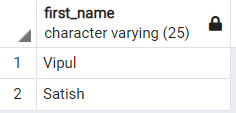 first_name
character varying (25)
1 Vipul
2 Satish